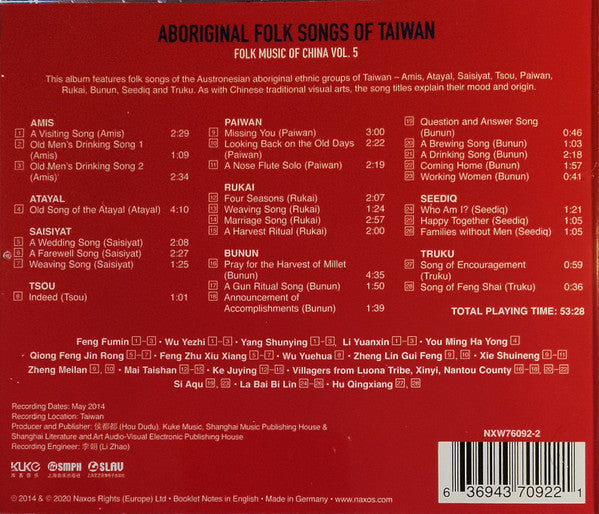 ABORIGINAL FOLK SONGS OF TAIWAN
FOLK MUSIC OF CHINA VOL. 5
This album features folk songs of the Austronesian aboriginal ethnic groups of Taiwan – Amis, Atayal, Saisiyat, Tsou, Paiwan,
Rukai, Bunun, Seediq and Truku. As with Chinese traditional visual arts, the song titles explain their mood and origin.
AMIS
1 A Visiting Song (Amis) 2:29
2 Old Men's Drinking Song 1
(Amis) 1:09
3 Old Men's Drinking Song 2
(Amis) 2:34
ATAYAL
4 Old Song of the Atayal (Atayal) 4:10
SAISIYAT
5 A Wedding Song (Saisiyat) 2:08
6 A Farewell Song (Saisiyat) 2:27
7 Weaving Song (Saisiyat) 1:25
TSOU
8 Indeed (Tsou) 1:01
PAIWAN
9 Missing You (Paiwan) 3:00
10 Looking Back on the Old Days 2:22
(Paiwan)
11 A Nose Flute Solo (Paiwan) 2:19
RUKAI
12 Four Seasons (Rukai) 2:07
13 Weaving Song (Rukai) 1:24
14 Marriage Song (Rukai) 2:57
15 A Harvest Ritual (Rukai) 2:00
BUNUN
16 Pray for the Harvest of Millet
(Bunun) 4:35
17 A Gun Ritual Song (Bunun) 1:50
18 Announcement of
Accomplishments (Bunun) 1:39
19 Question and Answer Song
(Bunun) 0:46
20 A Brewing Song (Bunun) 1:03
21 A Drinking Song (Bunun) 2:18
22 Coming Home (Bunun) 1:57
23 Working Women (Bunun) 0:41
SEEDIQ
24 Who Am I? (Seediq) 1:21
25 Happy Together (Seediq) 1:05
26 Families without Men (Seediq) 1:05
TRUKU
27 Song of Encouragement 0:59
(Truku)
28 Song of Feng Shai (Truku) 0:36
TOTAL PLAYING TIME: 53:28
Feng Fumin 1–3 • Wu Yezhi 1–3 • Yang Shunying 1–3, Li Yuanxin 1–3 • You Ming Ha Yong 4
Qiong Feng Jin Rong 5–7 • Feng Zhu Xiu Xiang 5–7 • Wu Yuehua 8 • Zheng Lin Gui Feng 9, 10 • Xie Shuineng 9–11
Zheng Meilan 9, 10 • Mai Taishan 12–15 • Ke Juying 12–15 • Villagers from Luona Tribe, Xinyi, Nantou County 16–18, 20–22
Si Aqu 19, 23 • La Bai Bi Lin 24–26 • Hu Qingxiang 27, 28
Recording Dates: May 2014
Recording Location: Taiwan
Producer and Publisher: 侯都都 (Hou Dudu). Kuke Music, Shanghai Music Publishing House &
Shanghai Literature and Art Audio-Visual Electronic Publishing House
Recording Engineer: (Li Zhao)
KUKE
SMPH
SLAV
℗ 2014 & © 2020 Naxos Rights (Europe) Ltd • Booklet Notes in English • Made in Germany • www.naxos.com
NXW76092-2
6 36943 70922 1